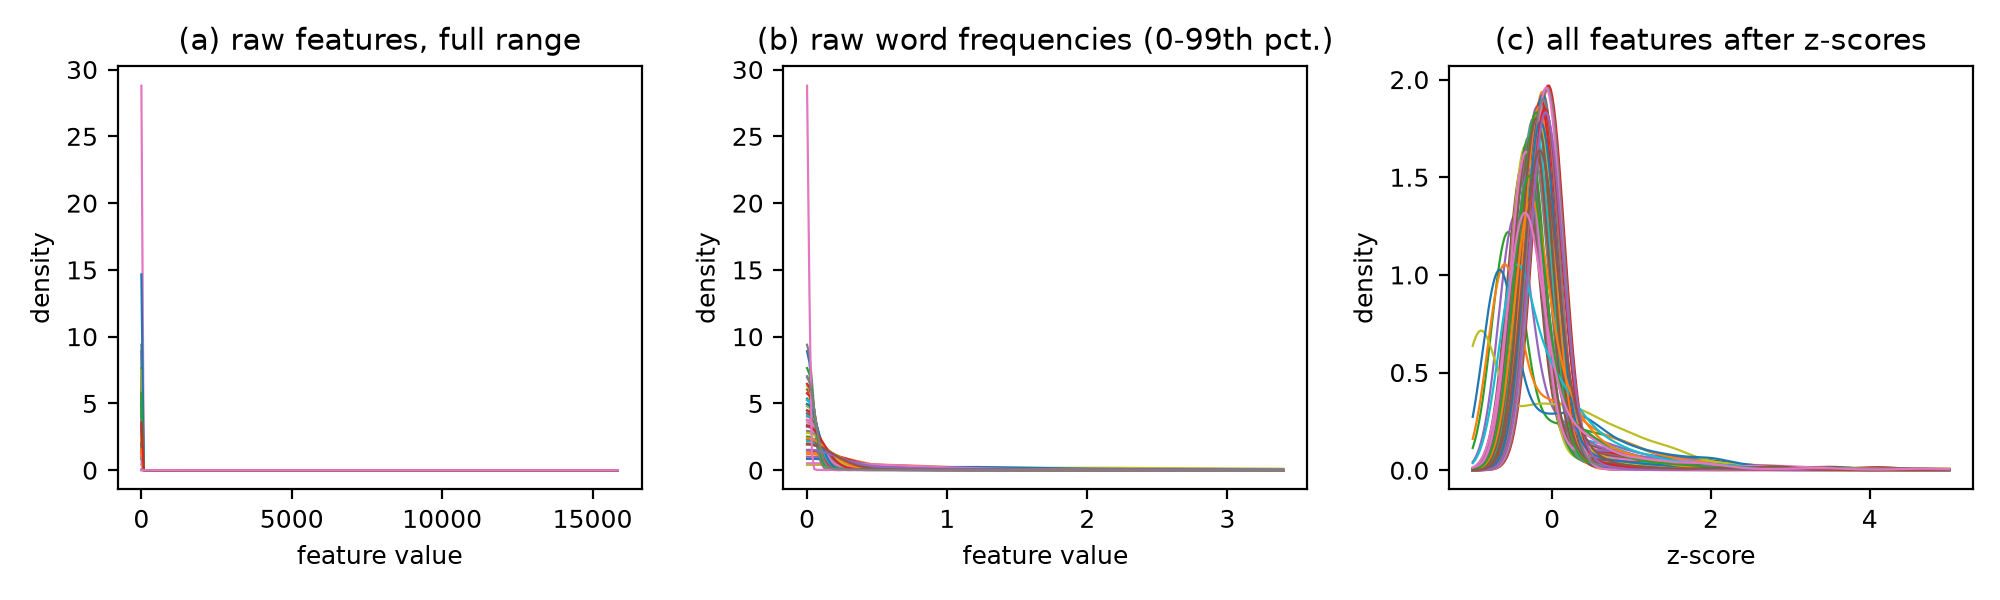 (a) raw features, full range
30
25
20
15
10
5
0
density
0 5000 10000 15000
feature value
(b) raw word frequencies (0-99th pct.)
30
25
20
15
10
5
0
density
0 1 2 3
feature value
(c) all features after z-scores
2.0
1.5
1.0
0.5
0.0
density
0 2 4
z-score